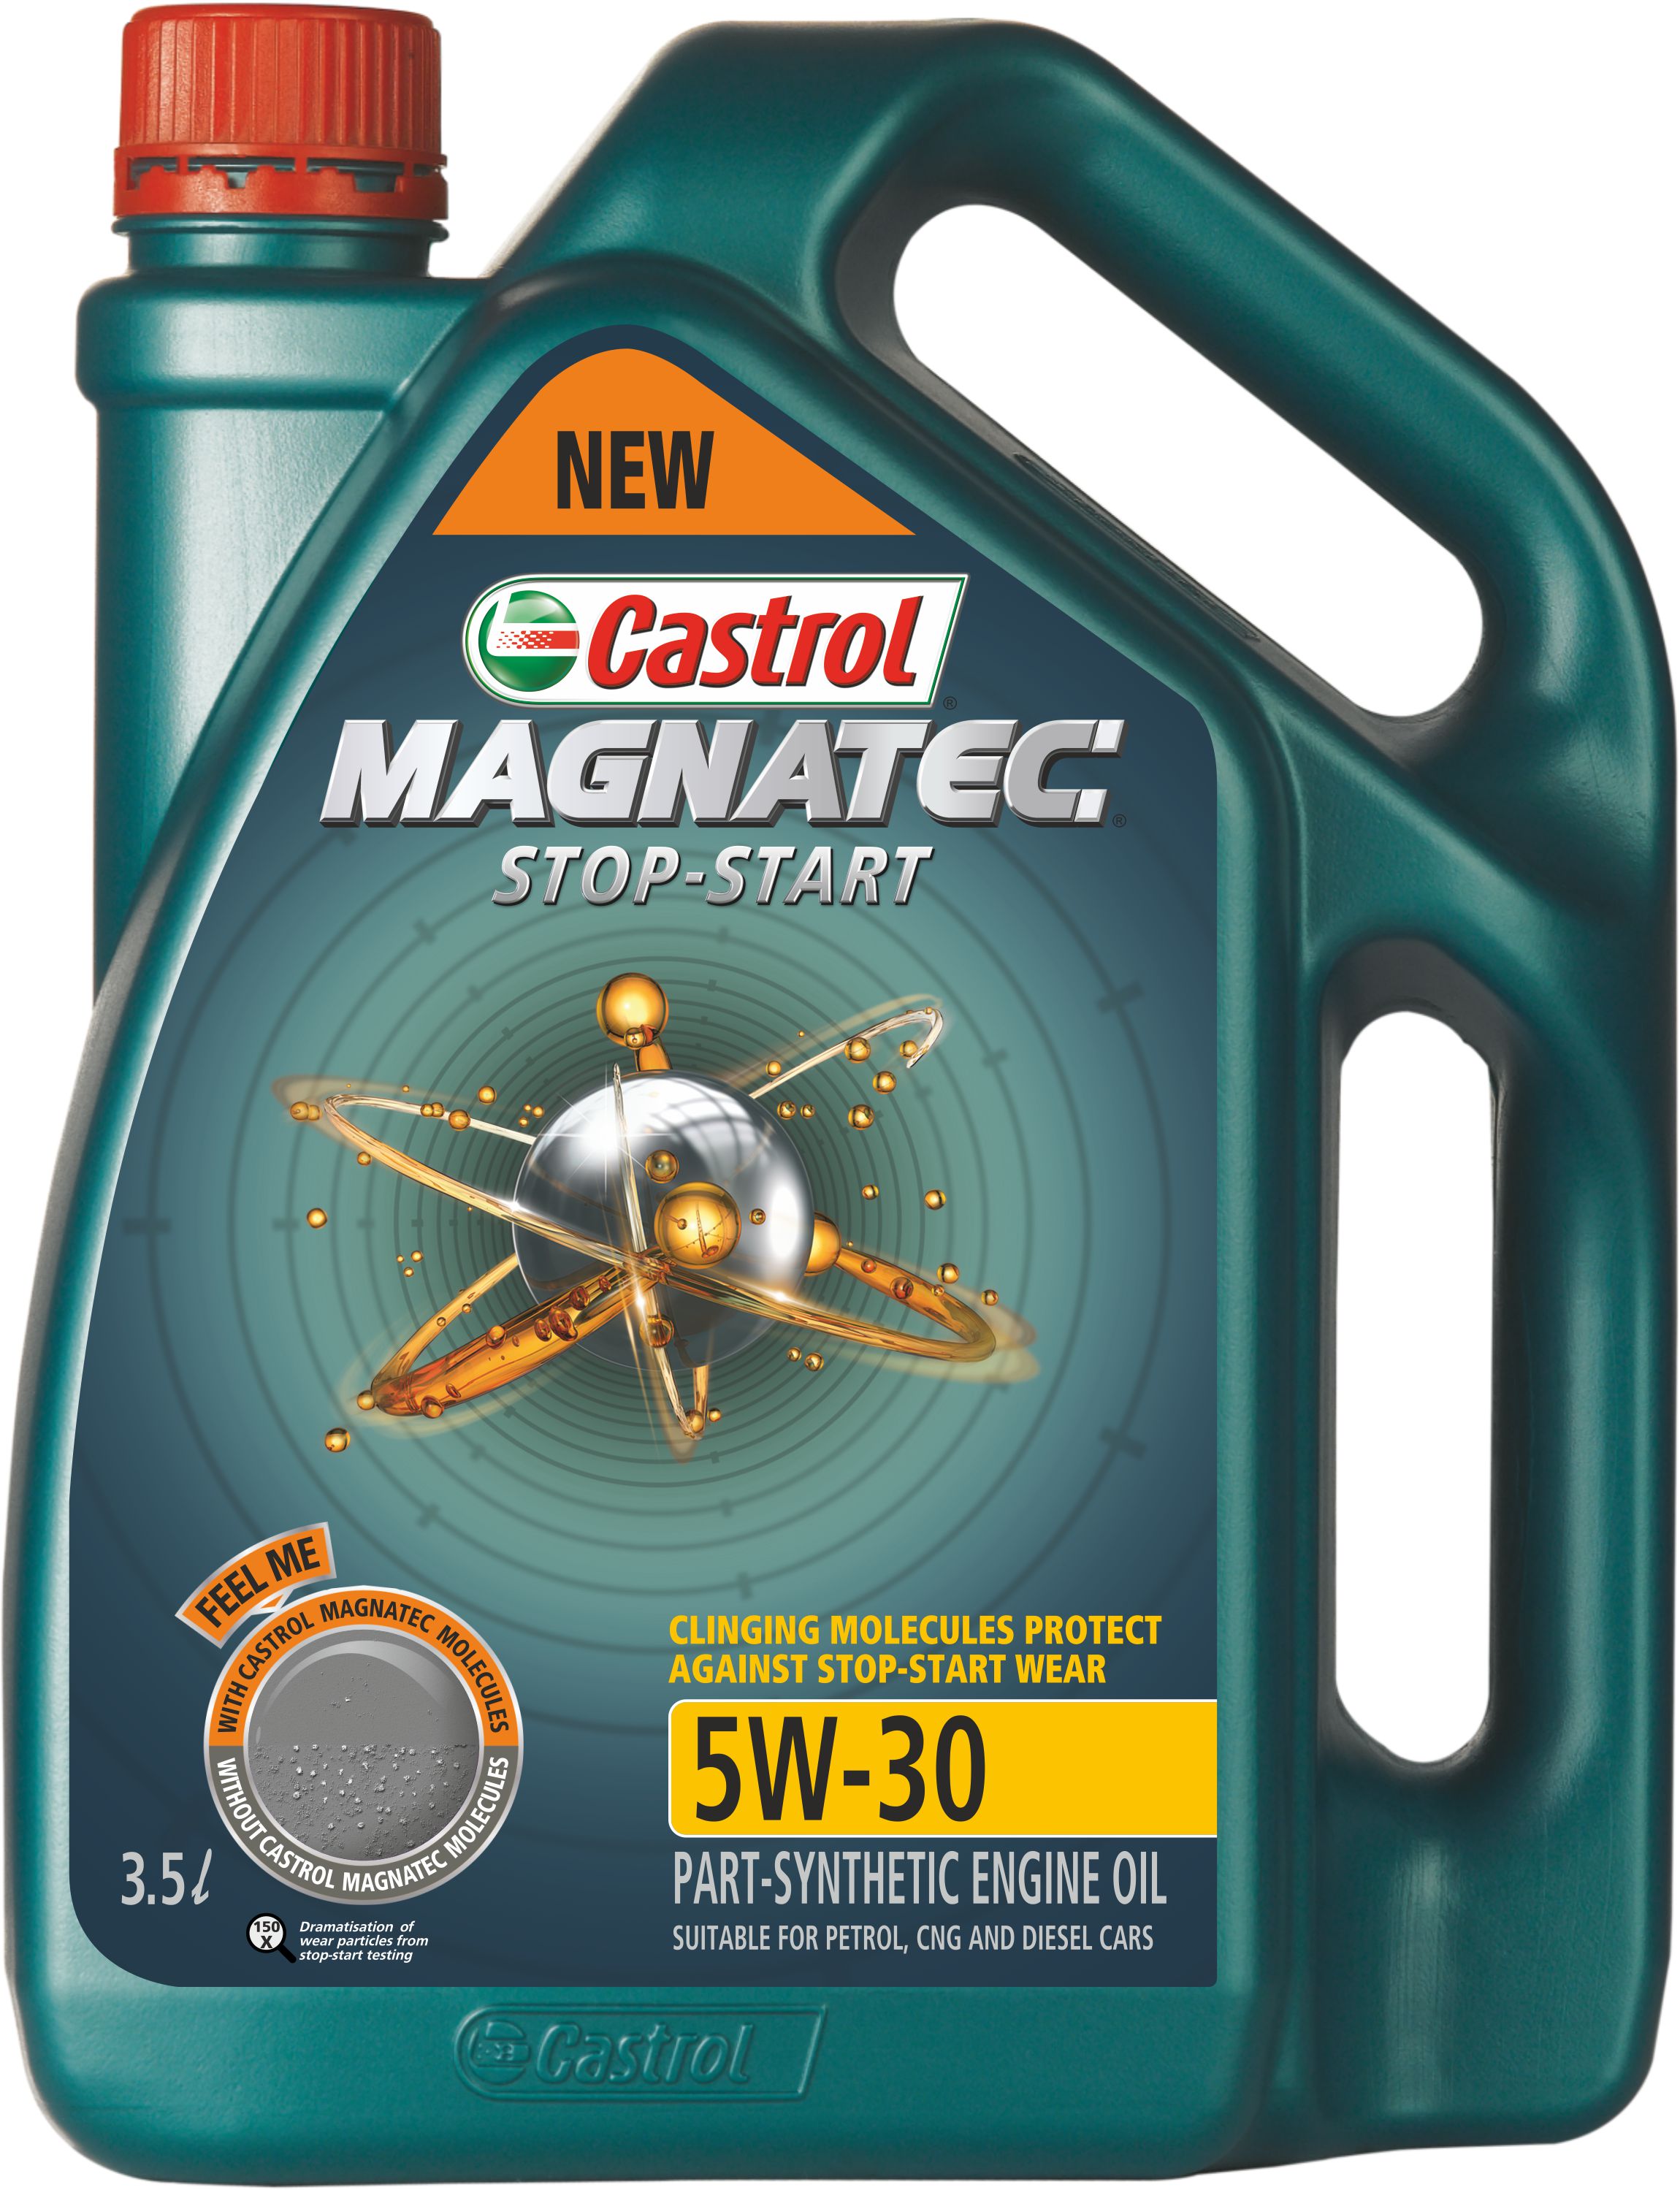 NEW
Castrol
®
MAGNATEC
®
STOP-START
FEEL ME
WITH CASTROL MAGNATEC MOLECULES
WITHOUT CASTROL MAGNATEC MOLECULES
CLINGING MOLECULES PROTECT
AGAINST STOP-START WEAR
5W-30
PART-SYNTHETIC ENGINE OIL
SUITABLE FOR PETROL, CNG AND DIESEL CARS
3.5ℓ
150
X
Dramatisation of
wear particles from
stop-start testing
Castrol